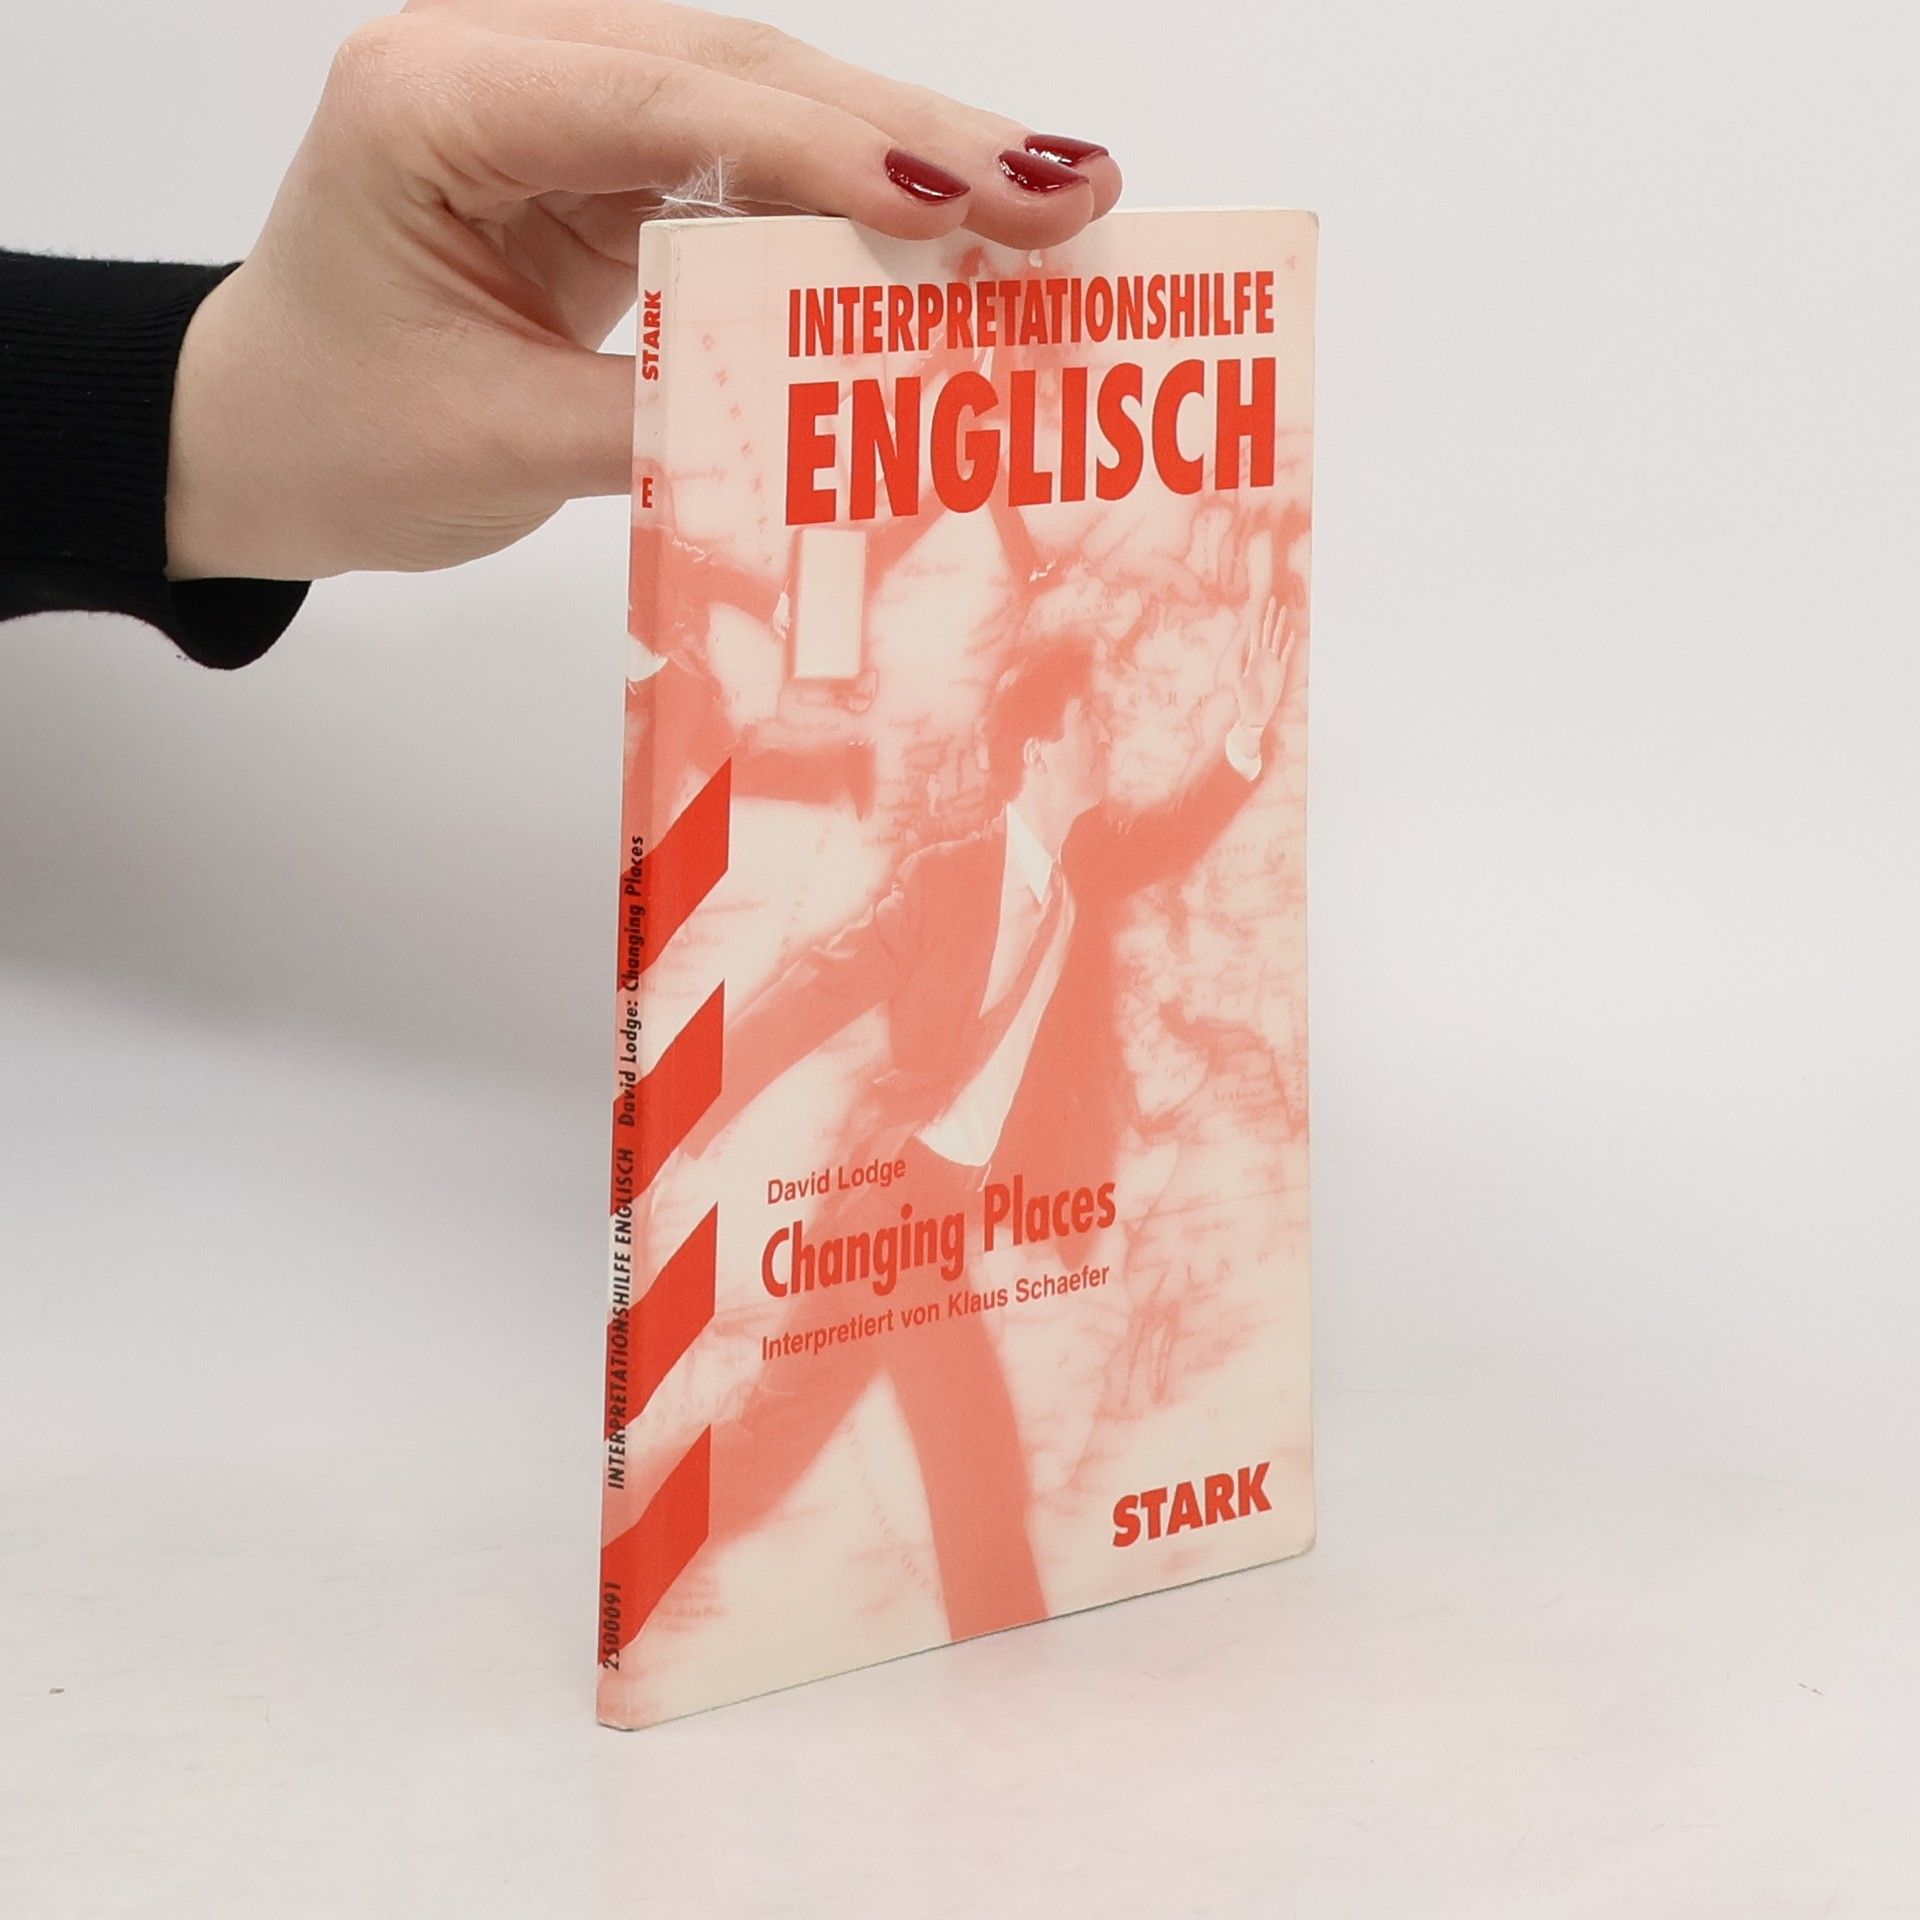 INTERPRETATIONSHILFE
ENGLISCH
David Lodge
Changing Places
Interpretiert von Klaus Schaefer
STARK
STARK
E
INTERPRETATIONSHILFE ENGLISCH David Lodge: Changing Places
2500091